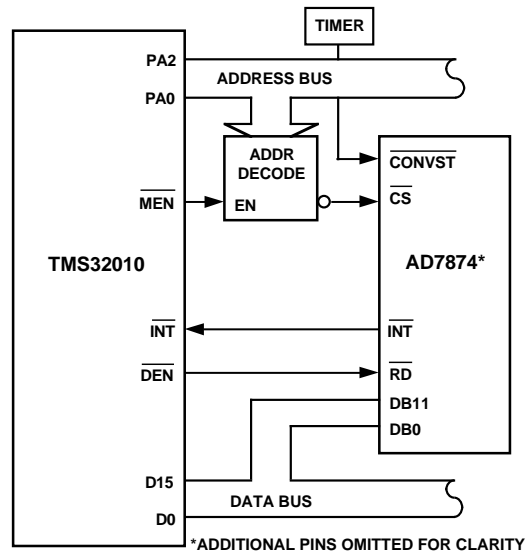 TIMER
PA2
ADDRESS BUS
PA0
ADDR
DECODE
CONVST
MEN
EN
CS
TMS32010
AD7874*
INT
INT
DEN
RD
DB11
DB0
D15
DATA BUS
D0
*ADDITIONAL PINS OMITTED FOR CLARITY